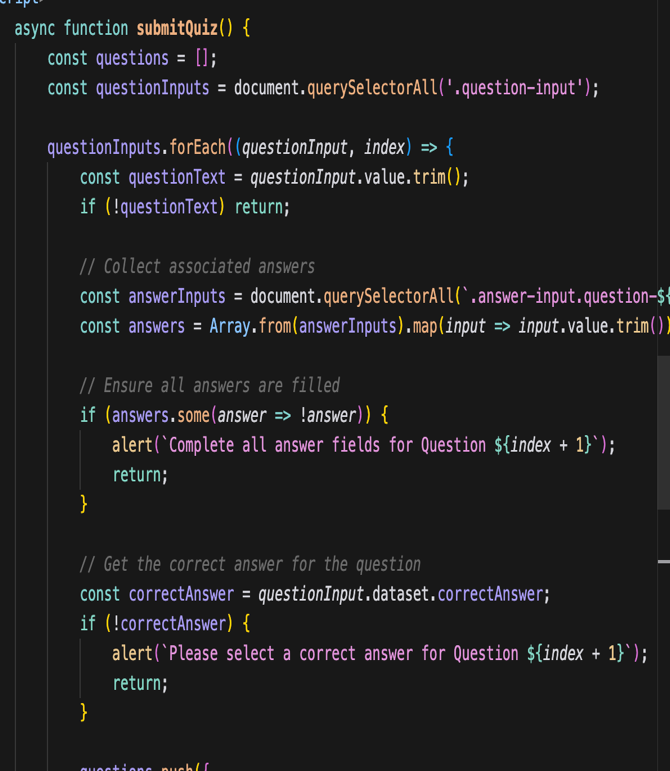 async function submitQuiz() {
const questions = [];
const questionInputs = document.querySelectorAll('.question-input');
questionInputs.forEach((questionInput, index) => {
const questionText = questionInput.value.trim();
if (!questionText) return;
// Collect associated answers
const answerInputs = document.querySelectorAll(`.answer-input.question-${
const answers = Array.from(answerInputs).map(input => input.value.trim())
// Ensure all answers are filled
if (answers.some(answer => !answer)) {
alert(`Complete all answer fields for Question ${index + 1}`);
return;
}
// Get the correct answer for the question
const correctAnswer = questionInput.dataset.correctAnswer;
if (!correctAnswer) {
alert(`Please select a correct answer for Question ${index + 1}`);
return;
}
questions.push({